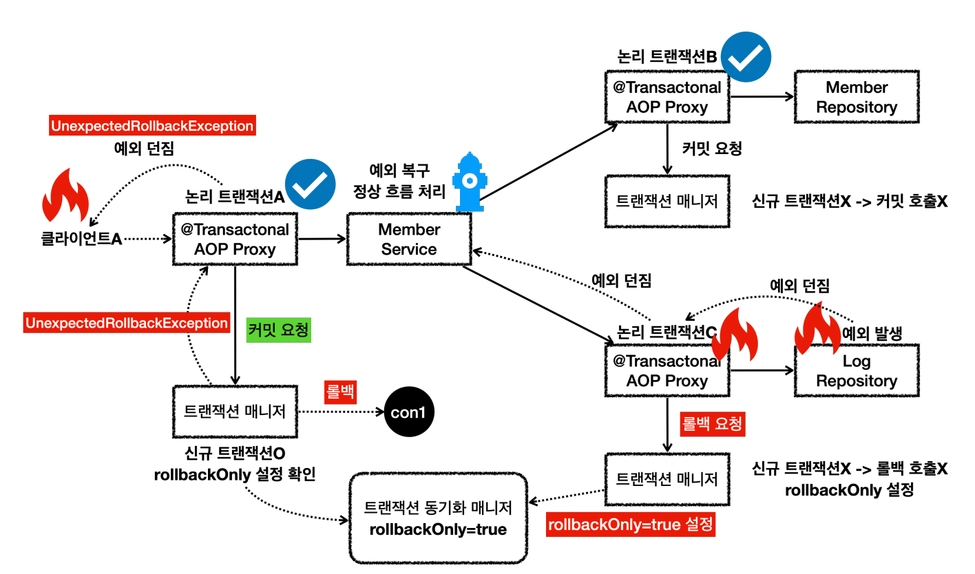 논리 트랜잭션B
@Transactonal
AOP Proxy
Member
Repository
커밋 요청
트랜잭션 매니저
신규 트랜잭션X -> 커밋 호출X
UnexpectedRollbackException
예외 던짐
클라이언트A
논리 트랜잭션A
@Transactonal
AOP Proxy
예외 복구
정상 흐름 처리
Member
Service
예외 던짐
예외 던짐
논리 트랜잭션C
@Transactonal
AOP Proxy
예외 발생
Log
Repository
UnexpectedRollbackException
커밋 요청
트랜잭션 매니저
롤백
con1
신규 트랜잭션O
rollbackOnly 설정 확인
롤백 요청
트랜잭션 매니저
신규 트랜잭션X -> 롤백 호출X
rollbackOnly 설정
rollbackOnly=true 설정
트랜잭션 동기화 매니저
rollbackOnly=true